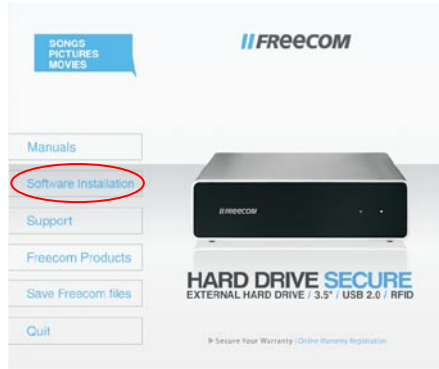 SONGS
PICTURES
MOVIES
FREECOM
Manuals
Software Installation
Support
Freecom Products
Save Freecom files
Quit
FREECOM
HARD DRIVE SECURE
EXTERNAL HARD DRIVE / 3.5" / USB 2.0 / RFID
Secure Your Warranty | Online Warranty Registration